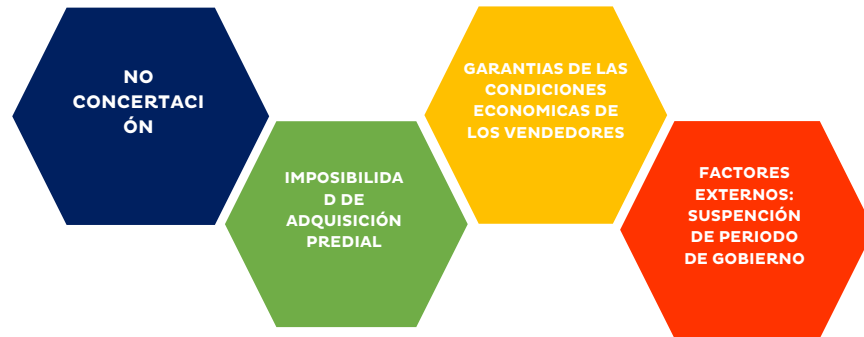 NO
CONCERTACI
ÓN
IMPOSIBILIDA
D DE
ADQUISICIÓN
PREDIAL
GARANTIAS DE LAS
CONDICIONES
ECONOMICAS DE
LOS VENDEDORES
FACTORES
EXTERNOS:
SUSPENCIÓN
DE PERIODO
DE GOBIERNO